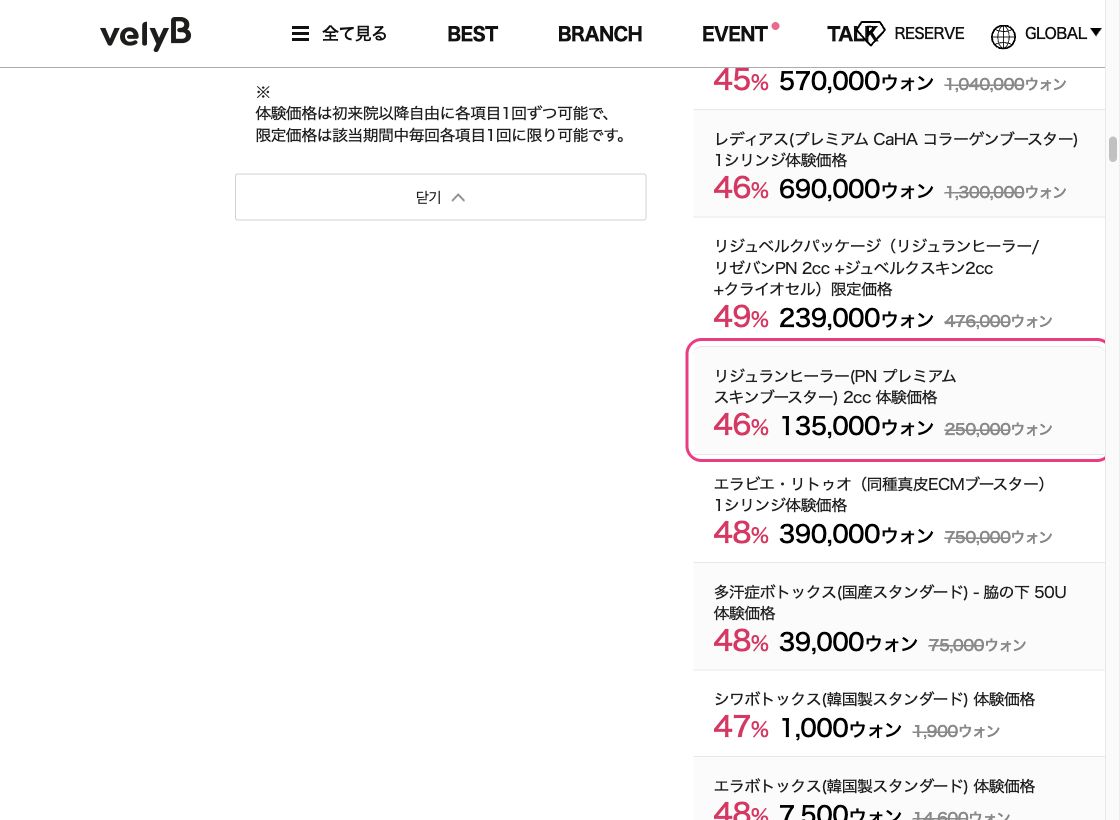 velyB
全て見る
BEST
BRANCH
EVENT
TALK
RESERVE
GLOBAL▼
※
体験価格は初来院以降自由に各項目1回ずつ可能で、
限定価格は該当期間中毎回各項目1回に限り可能です。
닫기
45% 570,000ウォン 1,040,000ウォン
レディアス(プレミアム CaHA コラーゲンブースター)
1シリンジ体験価格
46% 690,000ウォン 1,300,000ウォン
リジュベルクパッケージ（リジュランヒーラー/
リゼバンPN 2cc +ジュベルクスキン2cc
+クライオセル）限定価格
49% 239,000ウォン 476,000ウォン
リジュランヒーラー(PN プレミアム
スキンブースター) 2cc 体験価格
46% 135,000ウォン 250,000ウォン
エラビエ・リトゥオ（同種真皮ECMブースター）
1シリンジ体験価格
48% 390,000ウォン 750,000ウォン
多汗症ボトックス(国産スタンダード) - 脇の下 50U
体験価格
48% 39,000ウォン 75,000ウォン
シワボトックス(韓国製スタンダード) 体験価格
47% 1,000ウォン 1,900ウォン
エラボトックス(韓国製スタンダード) 体験価格
48% 7,500ウォン 14,600ウォン